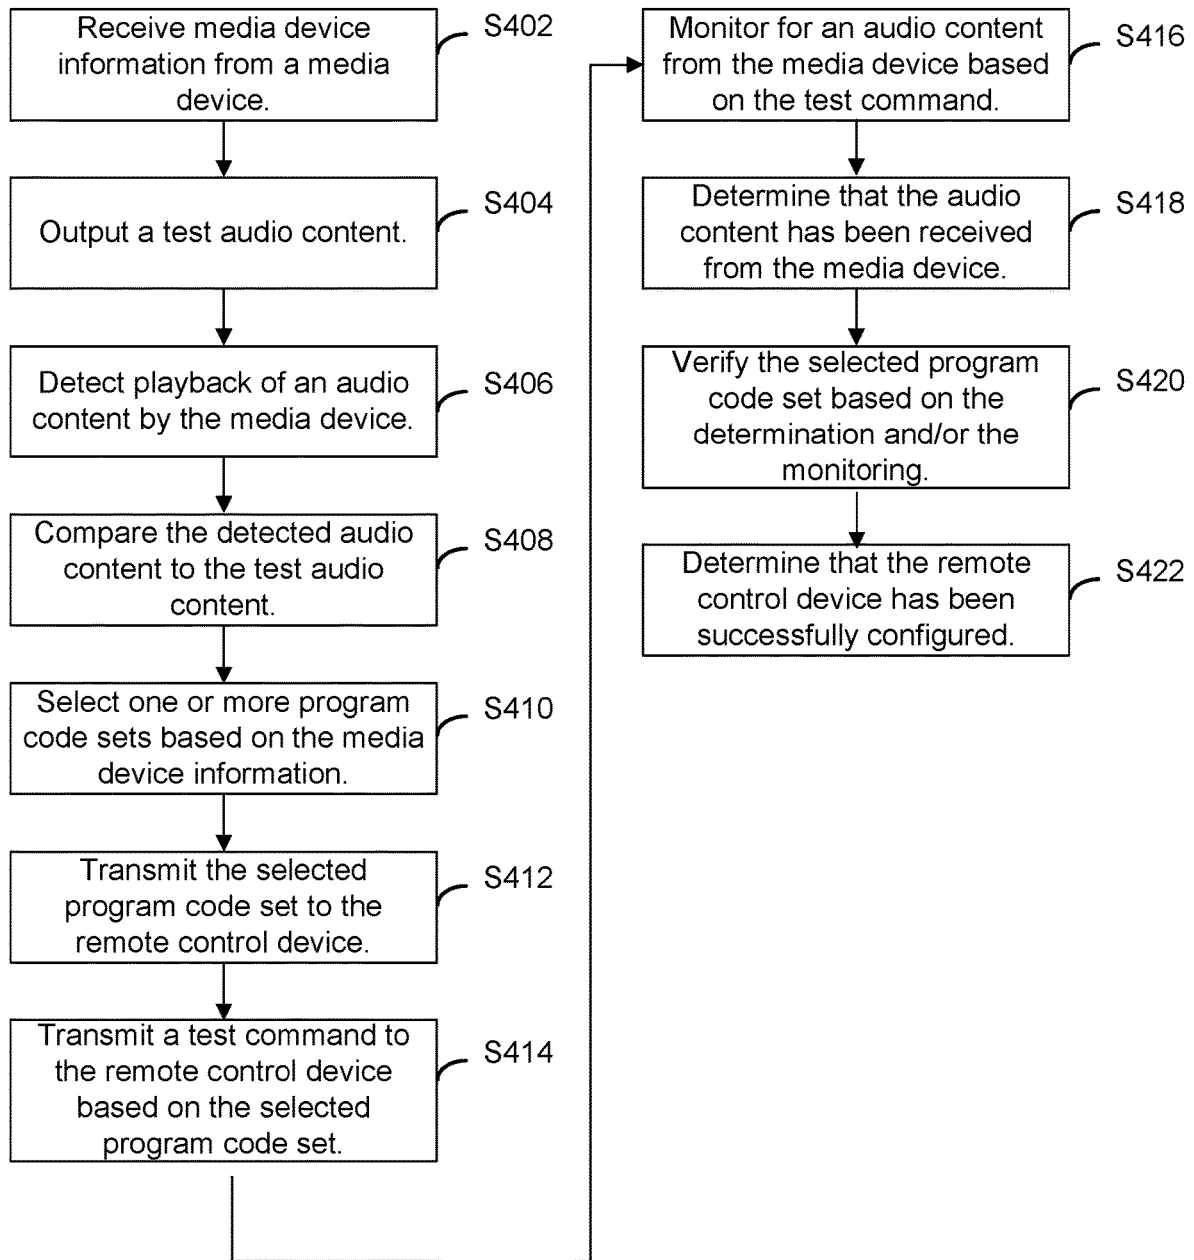 Receive media device
information from a media
device.
S402
Output a test audio content.
S404
Detect playback of an audio
content by the media device.
S406
Compare the detected audio
content to the test audio
content.
S408
Select one or more program
code sets based on the media
device information.
S410
Transmit the selected
program code set to the
remote control device.
S412
Transmit a test command to
the remote control device
based on the selected
program code set.
S414
Monitor for an audio content
from the media device based
on the test command.
S416
Determine that the audio
content has been received
from the media device.
S418
Verify the selected program
code set based on the
determination and/or the
monitoring.
S420
Determine that the remote
control device has been
successfully configured.
S422